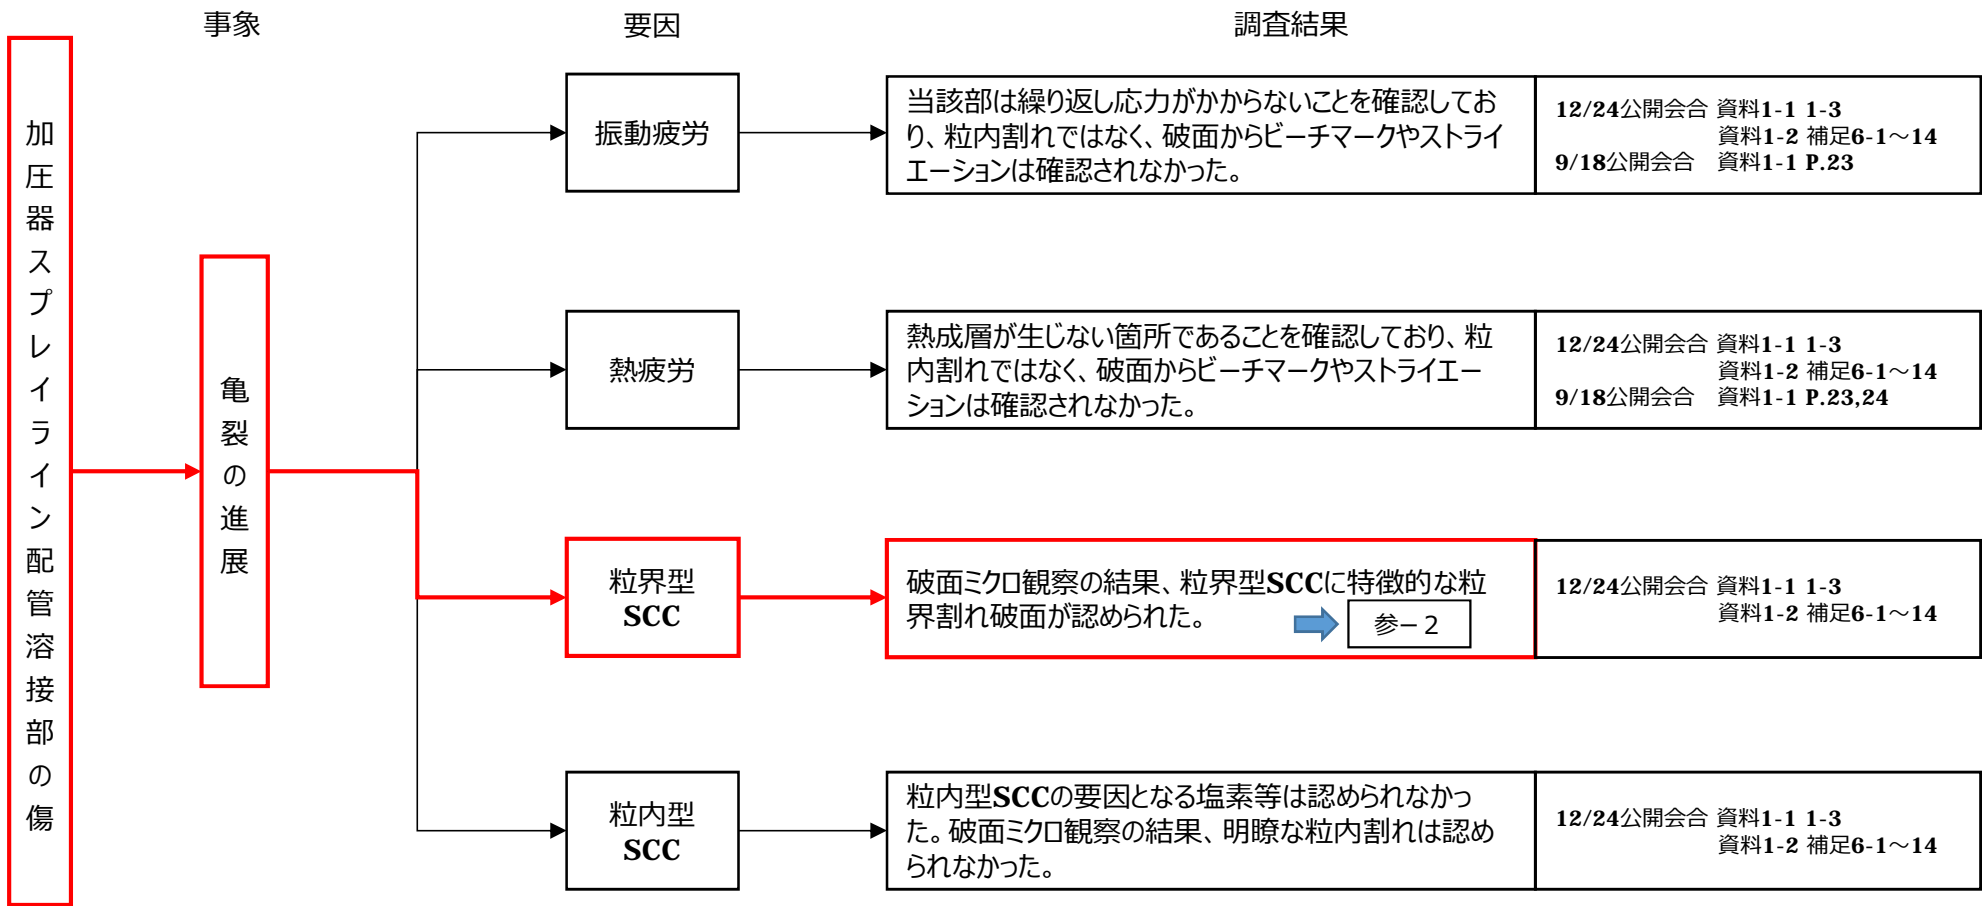 事象
要因
調査結果
加圧器スプレイライン配管溶接部の傷
亀裂の進展
振動疲労
当該部は繰り返し応力がかからないことを確認してお
り、粒内割れではなく、破面からビーチマークやストライ
エーションは確認されなかった。
12/24公開会合 資料1-1 1-3
資料1-2 補足6-1～14
9/18公開会合 資料1-1 P.23
熱疲労
熱成層が生じない箇所であることを確認しており、粒
内割れではなく、破面からビーチマークやストライエー
ションは確認されなかった。
12/24公開会合 資料1-1 1-3
資料1-2 補足6-1～14
9/18公開会合 資料1-1 P.23,24
粒界型
SCC
破面ミクロ観察の結果、粒界型SCCに特徴的な粒
界割れ破面が認められた。
参－2
12/24公開会合 資料1-1 1-3
資料1-2 補足6-1～14
粒内型
SCC
粒内型SCCの要因となる塩素等は認められなかっ
た。破面ミクロ観察の結果、明瞭な粒内割れは認め
られなかった。
12/24公開会合 資料1-1 1-3
資料1-2 補足6-1～14